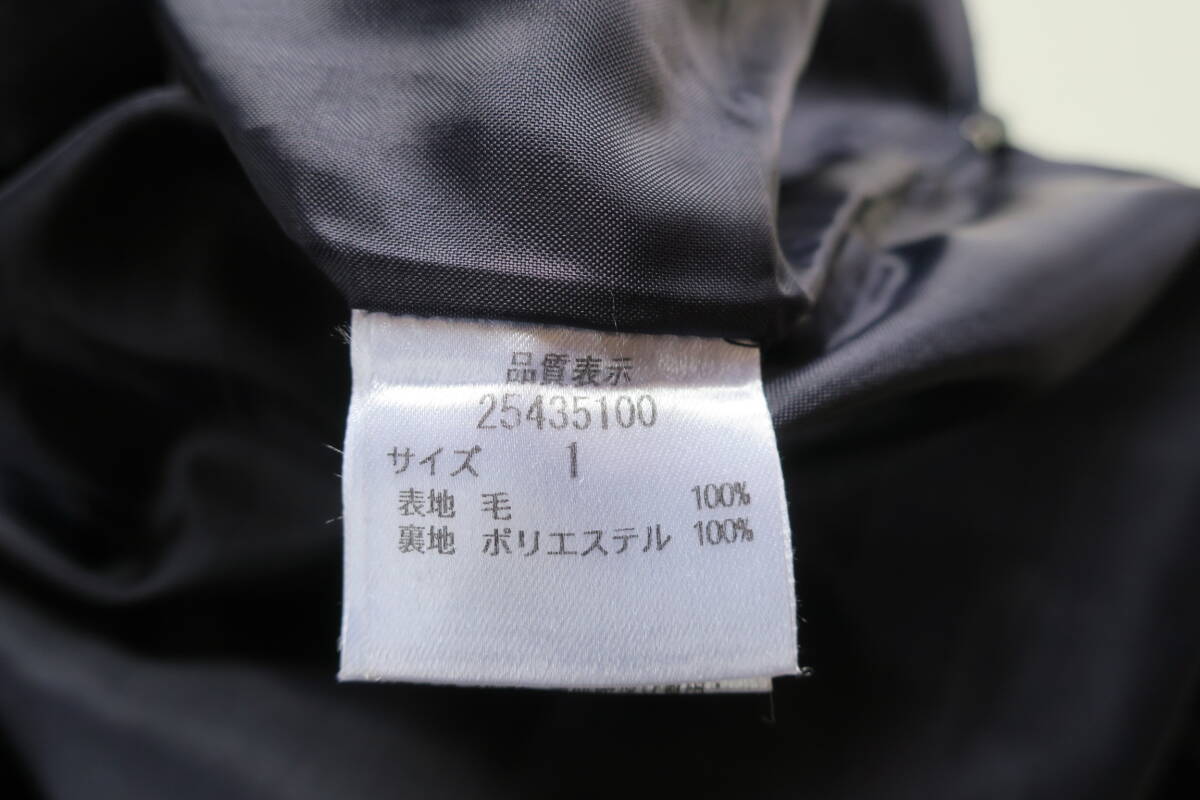 品質表示
25435100
サイズ 1
表地 毛 100%
裏地 ポリエステル 100%